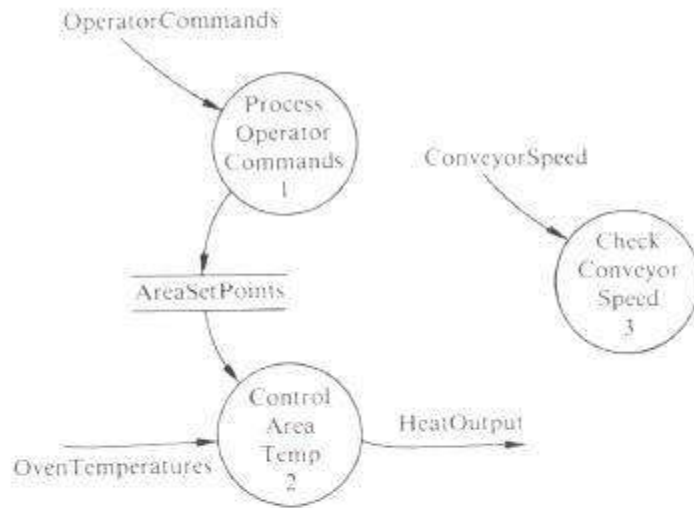 OperatorCommands
Process
Operator
Commands
1
ConveyorSpeed
Check
Conveyor
Speed
3
AreaSetPoints
Control
Area
Temp
2
HeatOutput
OvenTemperatures